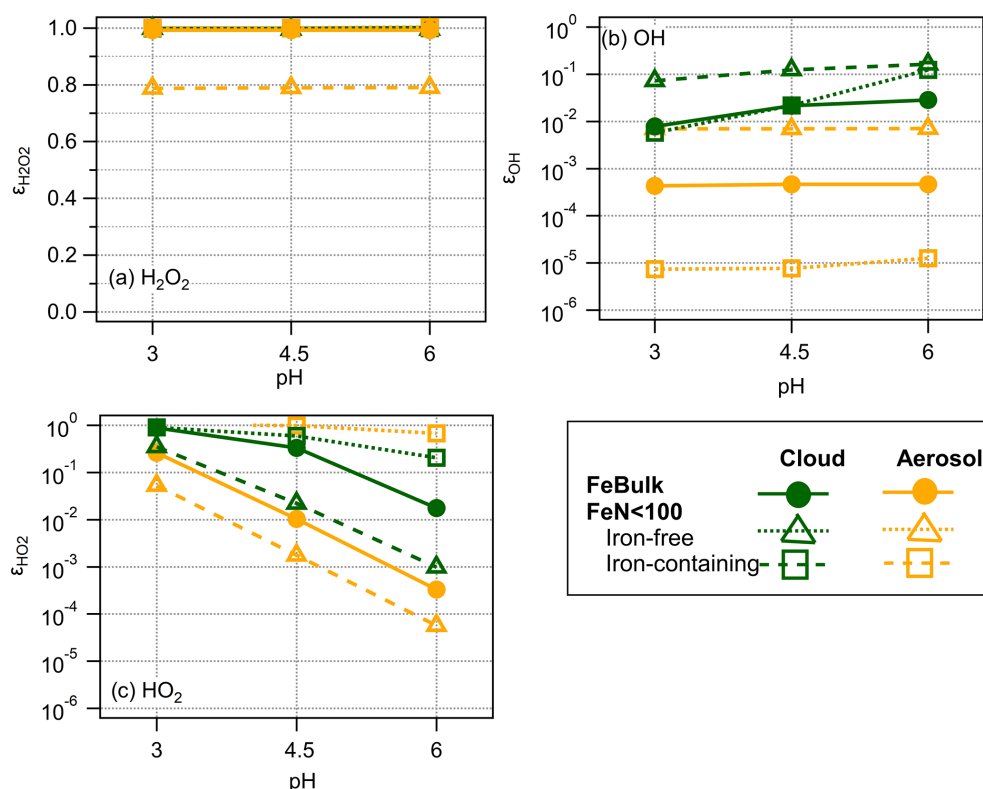 1.0
0.8
0.6
0.4
0.2
0.0
ε_H2O2
(a) H₂O₂
3
4.5
6
pH
10⁰
10⁻¹
10⁻²
10⁻³
10⁻⁴
10⁻⁵
10⁻⁶
ε_OH
(b) OH
3
4.5
6
pH
10⁰
10⁻¹
10⁻²
10⁻³
10⁻⁴
10⁻⁵
10⁻⁶
ε_HO2
(c) HO₂
3
4.5
6
pH
Cloud Aerosol
FeBulk
FeN<100
Iron-free
Iron-containing